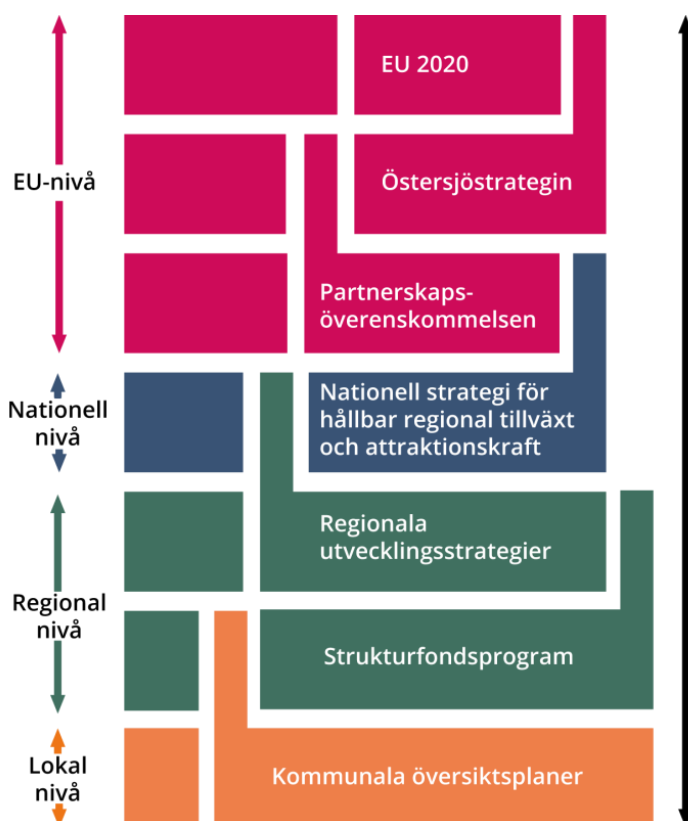 EU 2020
EU-nivå
Östersjöstrategin
Partnerskaps-
överenskommelsen
Nationell
nivå
Nationell strategi för
hållbar regional tillväxt
och attraktionskraft
Regionala
utvecklingsstrategier
Regional
nivå
Strukturfondsprogram
Lokal
nivå
Kommunala översiktsplaner